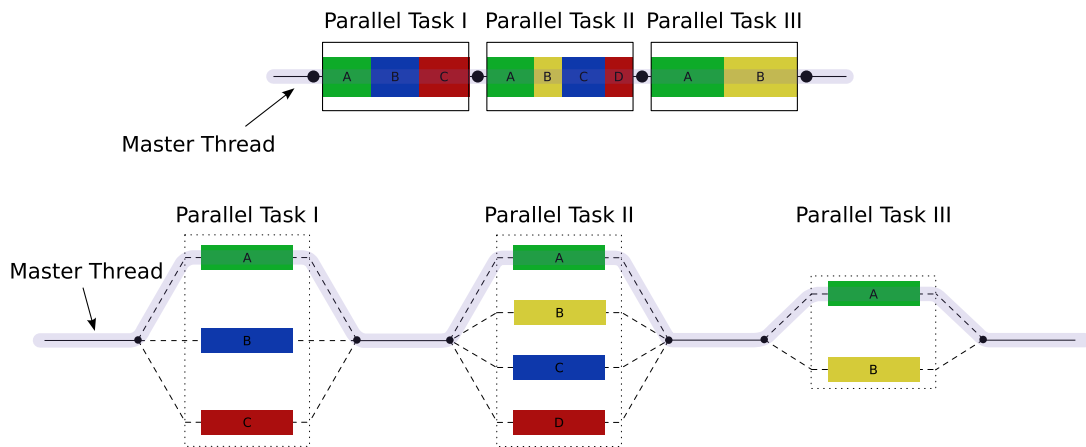 Parallel Task I
Parallel Task II
Parallel Task III
A B C
A B C D
A B
Master Thread
Parallel Task I
Parallel Task II
Parallel Task III
A
A
Master Thread
A
B
B
C
B
C
D